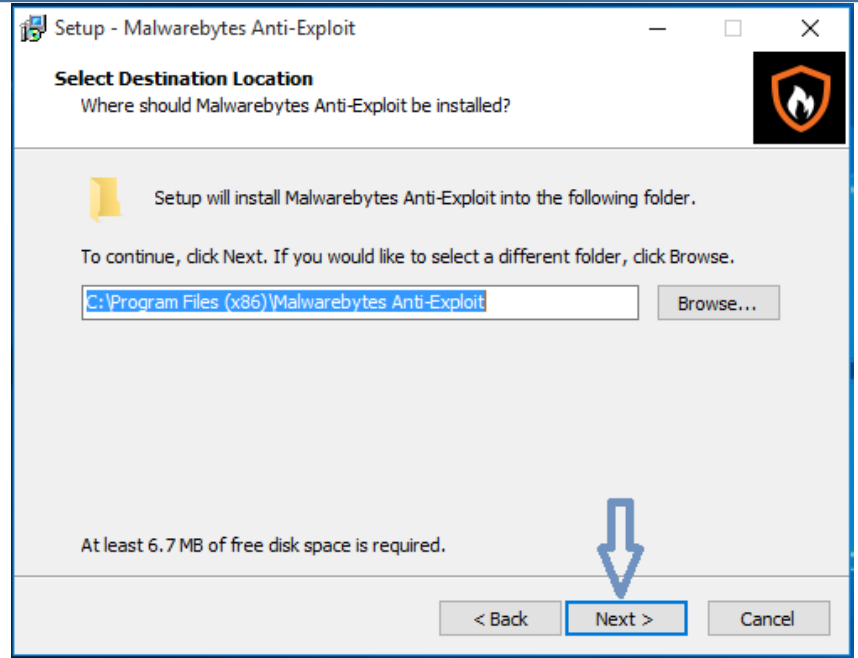 Setup - Malwarebytes Anti-Exploit
Select Destination Location
Where should Malwarebytes Anti-Exploit be installed?
Setup will install Malwarebytes Anti-Exploit into the following folder.
To continue, click Next. If you would like to select a different folder, click Browse.
C:\Program Files (x86)\Malwarebytes Anti-Exploit
Browse...
At least 6.7 MB of free disk space is required.
< Back
Next >
Cancel